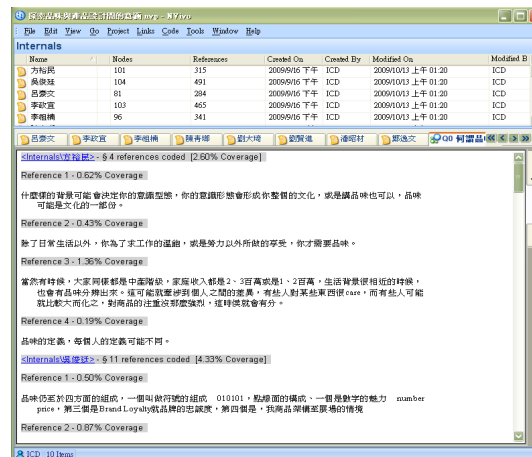 探索品味與產品設計間的意涵.nvp - NVivo
File Edit View Go Project Links Code Tools Window Help
Internals
Name Nodes References Created On Created By Modified On Modified B
方裕民 101 315 2009/9/16 下午 ICD 2009/10/13 上午 01:20 ICD
吳俊廷 104 491 2009/9/16 下午 ICD 2009/10/13 上午 01:20 ICD
呂豪文 81 284 2009/9/16 下午 ICD 2009/10/13 上午 01:20 ICD
李政宜 103 465 2009/9/16 下午 ICD 2009/10/13 上午 01:20 ICD
李祖楠 96 341 2009/9/16 下午 ICD 2009/10/13 上午 01:20 ICD
呂豪文 李政宜 李祖楠 陳青娜 劉大琦 劉賢進 潘昭村 鄭逸文 Q0 何謂品
<Internals\方裕民> - § 4 references coded [2.60% Coverage]
Reference 1 - 0.62% Coverage
什麼樣的背景可能會決定你的意識型態，你的意識形態會形成你整個的文化，或是講品味也可以，品味
可能是文化的一部份。
Reference 2 - 0.43% Coverage
除了日常生活以外，你為了求工作的溫飽，或是勞力以外所做的享受，你才需要品味。
Reference 3 - 1.36% Coverage
當然有時候，大家同樣都是中產階級，家庭收入都是2、3百萬或是1、2百萬，生活背景很相近的時候，
也會有品味分辨出來。這可能就牽涉到個人之間的差異，有些人對某些東西很care，而有些人可能
就比較大而化之，對商品的注重沒那麼強烈，這時候就會有分。
Reference 4 - 0.19% Coverage
品味的定義，每個人的定義可能不同。
<Internals\吳俊廷> - § 11 references coded [4.33% Coverage]
Reference 1 - 0.50% Coverage
品味仍至於四方面的組成，一個叫做符號的組成 010101，點線面的構成、一個是數字的魅力 number
price，第三個是Brand Loyalty就品牌的忠誠度，第四個是，我商品架構至賣場的情境
Reference 2 - 0.87% Coverage
ICD 10 Items